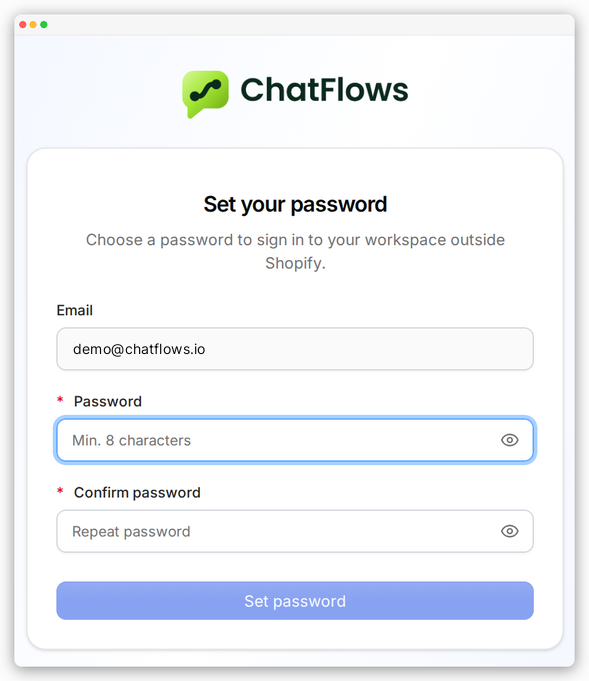 ChatFlows
Set your password
Choose a password to sign in to your workspace outside
Shopify.
Email
demo@chatflows.io
* Password
Min. 8 characters
* Confirm password
Repeat password
Set password